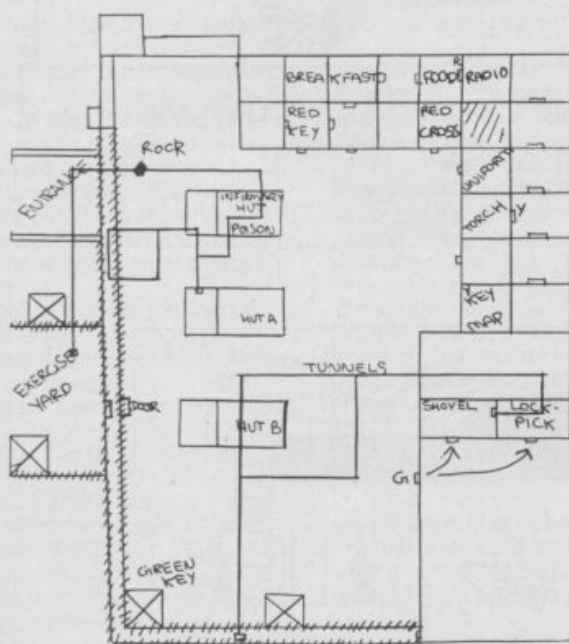 BREAKFAST
FOOD
R
RADIO
RED
KEY
RED
CROSS
ROCK
ENTRANCE
UNIFORM
INFIRMARY
HUT
POISON
TORCH
Y
KEY
MAP
HUT A
EXERCISE
YARD
TUNNELS
DOOR
HUT B
SHOVEL
LOCK-
PICK
G
GREEN
KEY